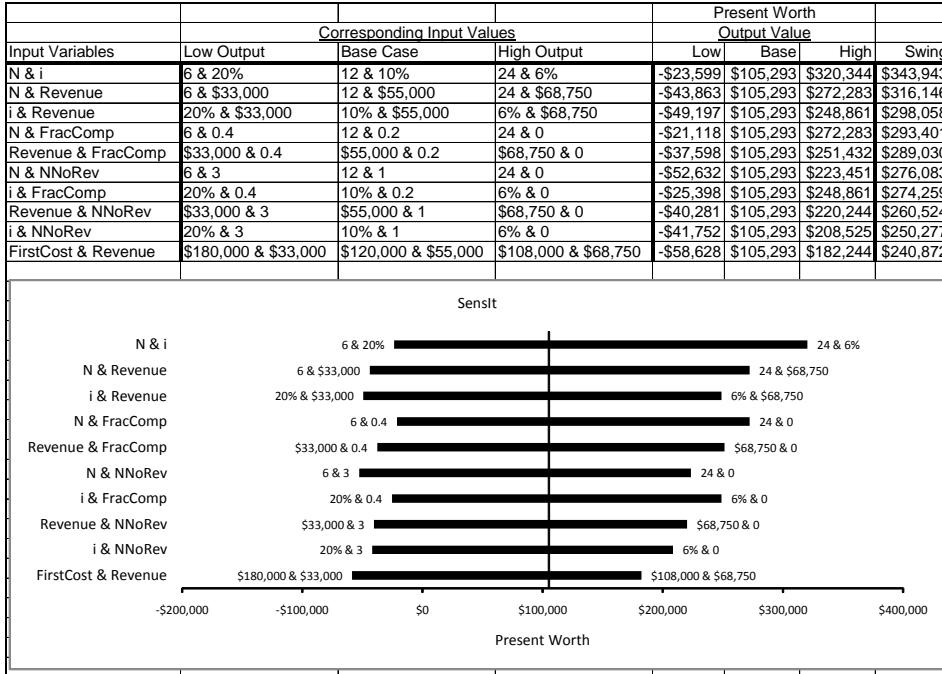 Present Worth
Corresponding Input Values Output Value
Input Variables Low Output Base Case High Output Low Base High Swing
N & i 6 & 20% 12 & 10% 24 & 6% -$23,599 $105,293 $320,344 $343,943
N & Revenue 6 & $33,000 12 & $55,000 24 & $68,750 -$43,863 $105,293 $272,283 $316,146
i & Revenue 20% & $33,000 10% & $55,000 6% & $68,750 -$49,197 $105,293 $248,861 $298,058
N & FracComp 6 & 0.4 12 & 0.2 24 & 0 -$21,118 $105,293 $272,283 $293,401
Revenue & FracComp $33,000 & 0.4 $55,000 & 0.2 $68,750 & 0 -$37,598 $105,293 $251,432 $289,030
N & NNoRev 6 & 3 12 & 1 24 & 0 -$52,632 $105,293 $223,451 $276,083
i & FracComp 20% & 0.4 10% & 0.2 6% & 0 -$25,398 $105,293 $248,861 $274,259
Revenue & NNoRev $33,000 & 3 $55,000 & 1 $68,750 & 0 -$40,281 $105,293 $220,244 $260,524
i & NNoRev 20% & 3 10% & 1 6% & 0 -$41,752 $105,293 $208,525 $250,277
FirstCost & Revenue $180,000 & $33,000 $120,000 & $55,000 $108,000 & $68,750 -$58,628 $105,293 $182,244 $240,872
SensIt
N & i 6 & 20% 24 & 6%
N & Revenue 6 & $33,000 24 & $68,750
i & Revenue 20% & $33,000 6% & $68,750
N & FracComp 6 & 0.4 24 & 0
Revenue & FracComp $33,000 & 0.4 $68,750 & 0
N & NNoRev 6 & 3 24 & 0
i & FracComp 20% & 0.4 6% & 0
Revenue & NNoRev $33,000 & 3 $68,750 & 0
i & NNoRev 20% & 3 6% & 0
FirstCost & Revenue $180,000 & $33,000 $108,000 & $68,750
-$200,000 -$100,000 $0 $100,000 $200,000 $300,000 $400,000
Present Worth